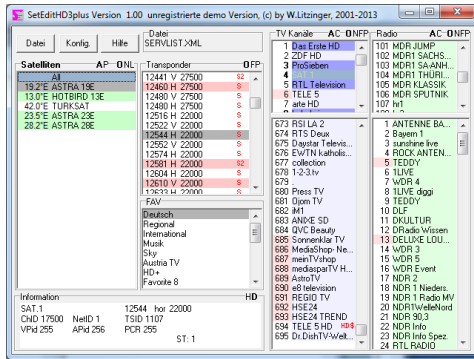 SetEditHD3plus Version 1.00 unregistrierte demo Version, (c) by W.Litzinger, 2001-2013
Datei
Konfig.
Hilfe
Datei
SERVLIST.XML
Satelliten AP-ONL
All
19.2°E ASTRA 19E
13.0°E HOTBIRD 13E
42.0°E TURKSAT
23.5°E ASTRA 23E
28.2°E ASTRA 28E
Transponder OFP
12441 V 27500 S2
12460 H 27500 S
12480 V 27500 S
12480 H 27500 S
12516 H 22000 S
12522 V 22000 S
12544 H 22000 S
12552 V 22000 S
12574 H 22000 S
12581 H 22000 S2
12604 H 22000 S
12610 V 22000 S
12633 H 22000 S
FAV
Deutsch
Regional
International
Musik
Sky
Austria TV
HD+
Favorite 8
TV Kanäle AC-ONFP
1 Das Erste HD
2 ZDF HD
3 ProSieben
4 SAT.1
5 RTL Television
6 TELE 5
7 arte HD
673 RSI LA 2
674 RTS Deux
675 Daystar Televis...
676 EWTN katholis...
677 collection
678 1-2-3.tv
679 .
680 Press TV
681 Ojom TV
682 iM1
683 ANIXE SD
684 QVC Beauty
685 Sonnenklar TV
686 MediaShop- Ne...
687 meinTVshop
688 mediasparTV H...
689 AstroTV
690 e8 television
691 REGIO TV
692 HSE24
693 HSE24 TREND
694 TELE 5 HD HD$
695 Dr.DishTV-Welt...
Radio AC-ONFP
101 MDR JUMP
102 MDR1 SACHS...
103 MDR1 SA-ANH...
104 MDR1 THÜRI...
105 MDR KLASSIK
106 MDR SPUTNIK
107 hr1
1 ANTENNE BA...
2 Bayern 1
3 sunshine live
4 ROCK ANTEN...
5 TEDDY
6 1LIVE
7 WDR 4
8 1LIVE diggi
9 TEDDY
10 DLF
11 DKULTUR
12 DRadio Wissen
13 DELUXE LOU...
14 WDR 3
15 WDR 5
16 WDR Event
17 NDR 2
18 NDR 1 Nieders.
19 NDR 1 Radio MV
20 NDR1WelleNord
21 NDR 90,3
22 NDR Info
23 NDR Info Spez.
24 RTL RADIO
Information HD-
SAT.1 12544 hor 22000
ChID 17500 NetID 1 TSID 1107
VPid 255 APid 256 PCR 255
ST: 1